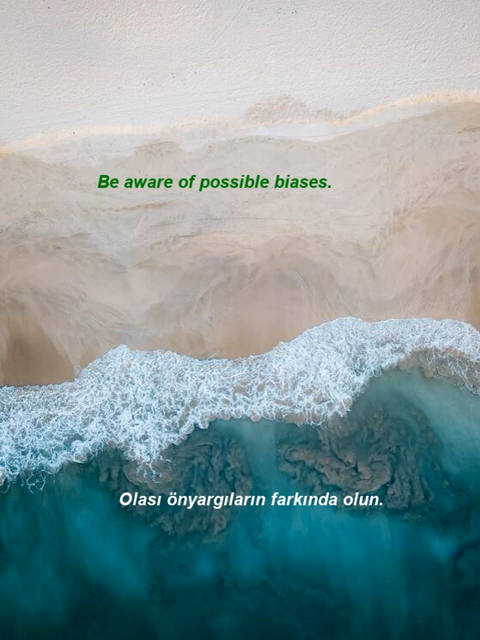 Be aware of possible biases.
Olası önyargıların farkında olun.